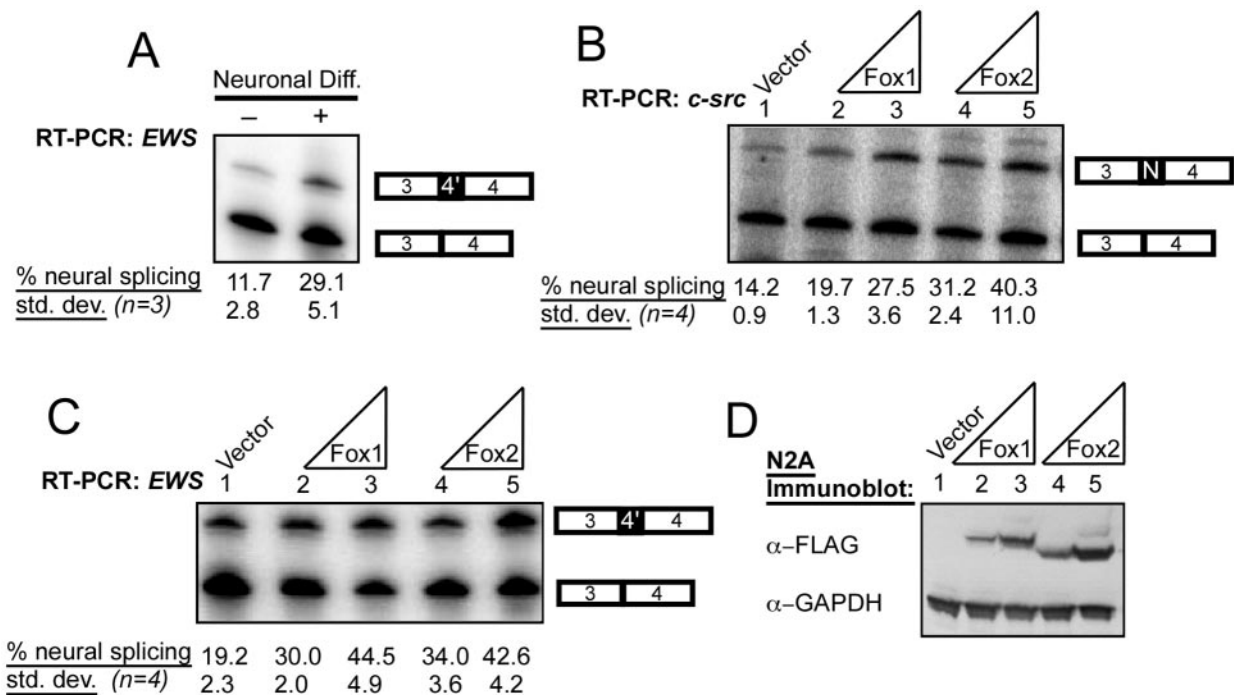 A
Neuronal Diff.
– +
RT-PCR: EWS
3 4' 4
3 4
% neural splicing 11.7 29.1
std. dev. (n=3) 2.8 5.1
B
Vector Fox1 Fox2
RT-PCR: c-src 1 2 3 4 5
3 N 4
3 4
% neural splicing 14.2 19.7 27.5 31.2 40.3
std. dev. (n=4) 0.9 1.3 3.6 2.4 11.0
C
Vector Fox1 Fox2
RT-PCR: EWS 1 2 3 4 5
3 4' 4
3 4
% neural splicing 19.2 30.0 44.5 34.0 42.6
std. dev. (n=4) 2.3 2.0 4.9 3.6 4.2
D
Vector Fox1 Fox2
N2A
Immunoblot: 1 2 3 4 5
α–FLAG
α–GAPDH